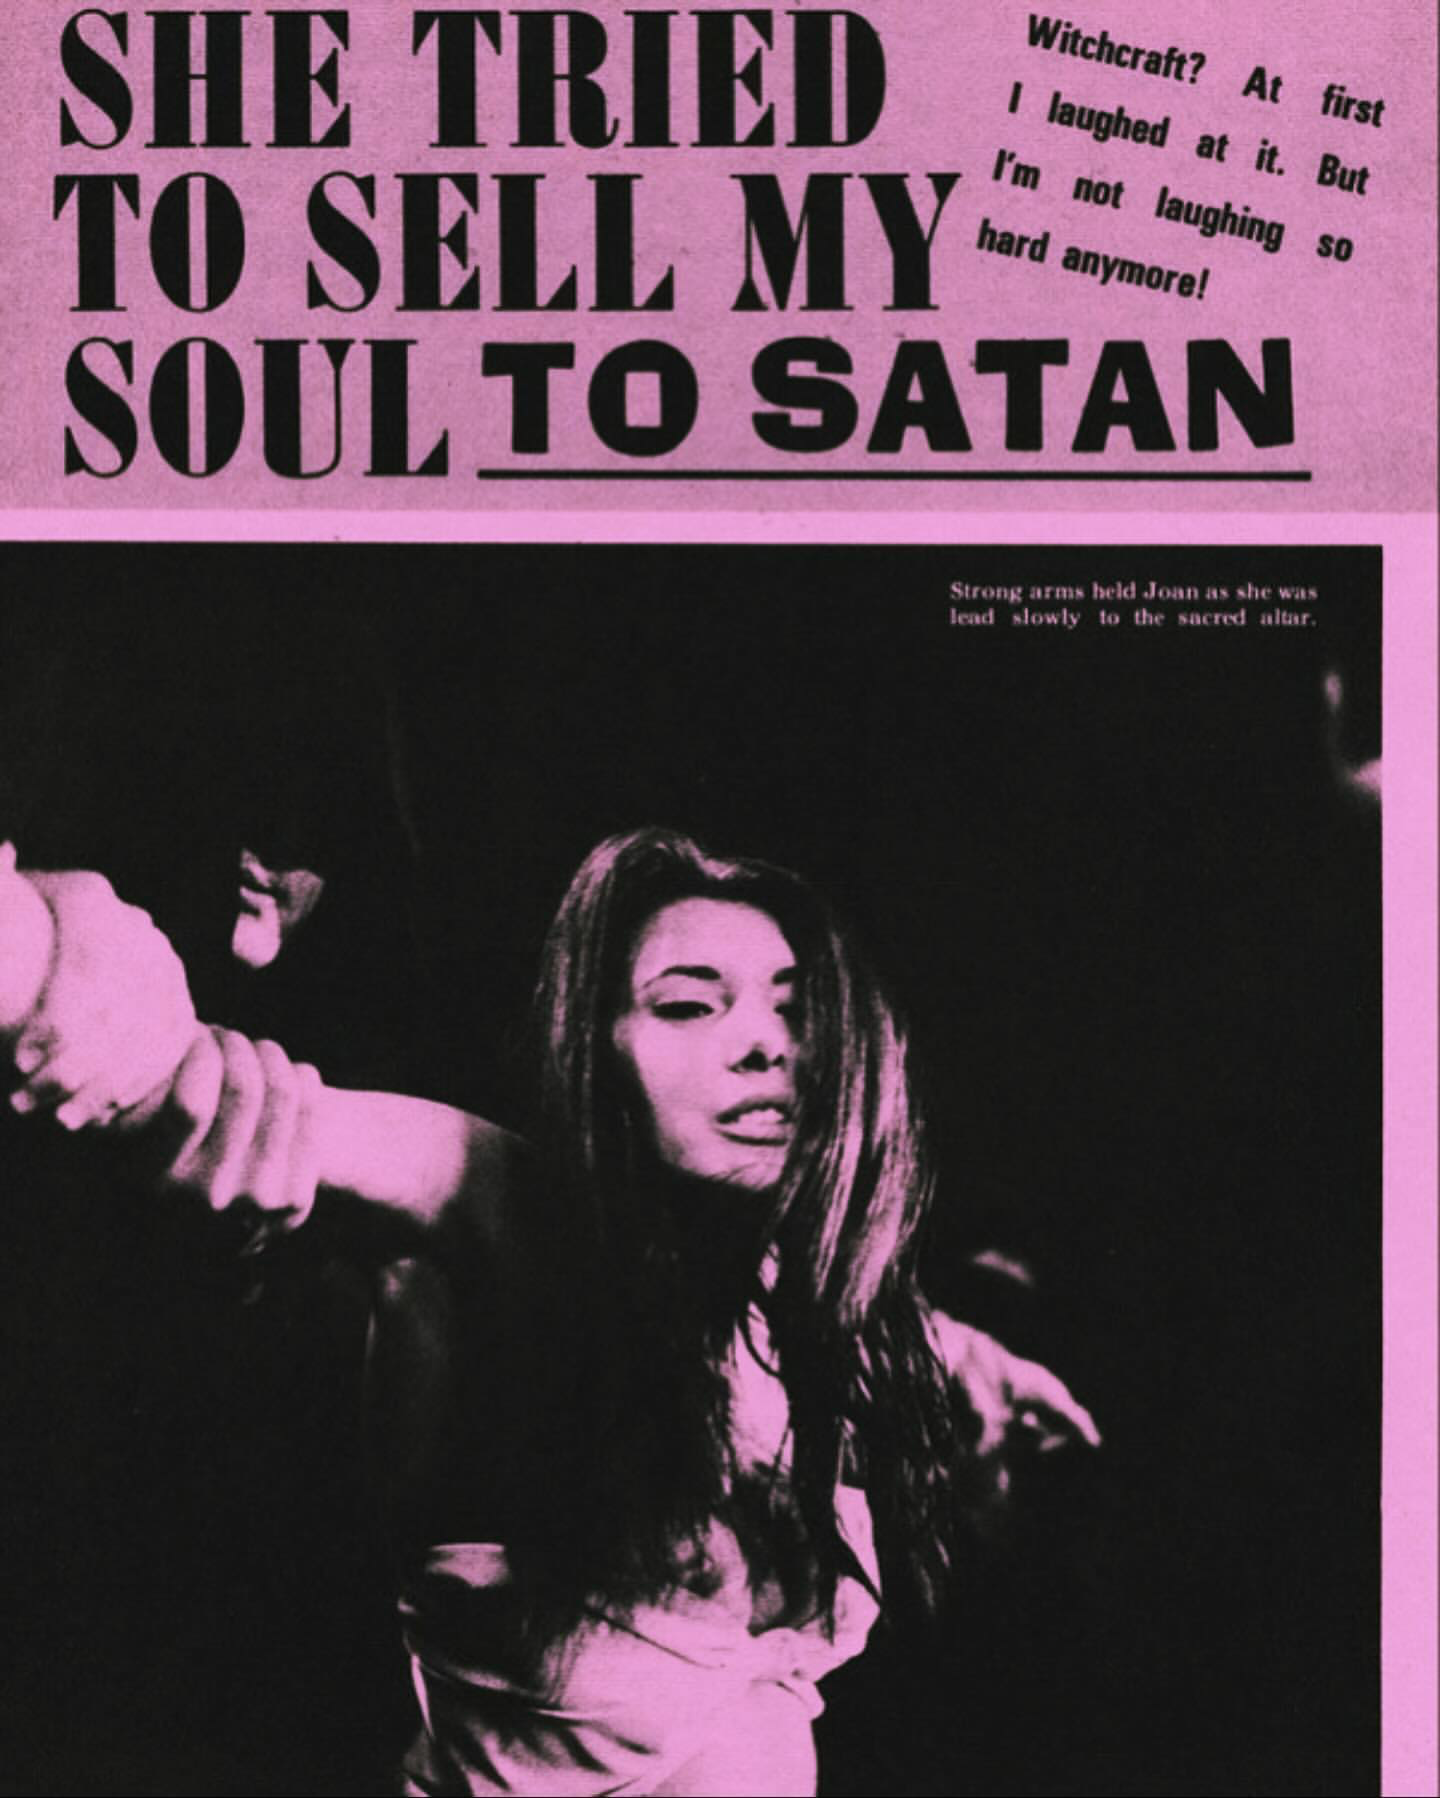 SHE TRIED
TO SELL MY
SOUL TO SATAN
Witchcraft? At first
I laughed at it. But
I'm not laughing so
hard anymore!
Strong arms held Joan as she was
lead slowly to the sacred altar.